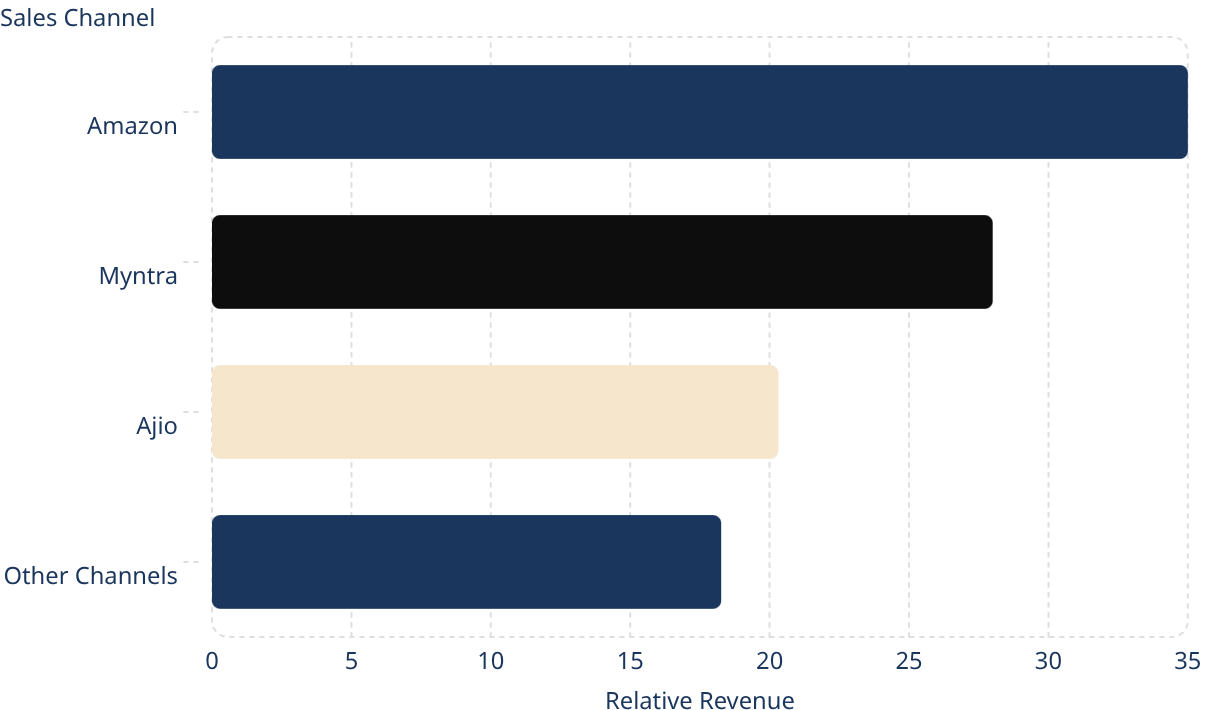 Sales Channel
Amazon
Myntra
Ajio
Other Channels
0 5 10 15 20 25 30 35
Relative Revenue